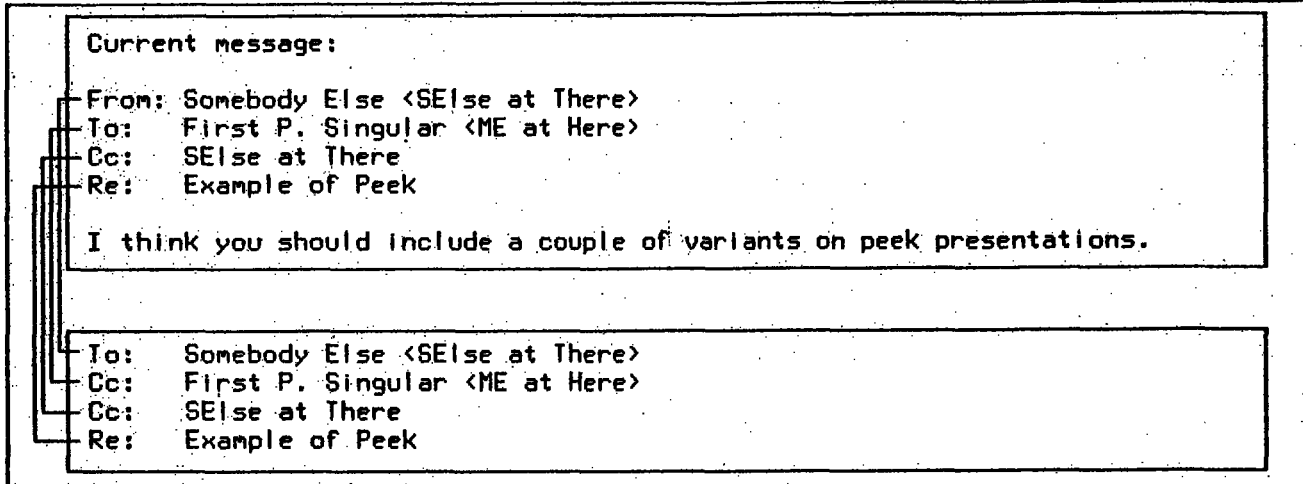 Current message:
From: Somebody Else <SElse at There>
To: First P. Singular <ME at Here>
Cc: SElse at There
Re: Example of Peek
I think you should include a couple of variants on peek presentations.
To: Somebody Else <SElse at There>
Cc: First P. Singular <ME at Here>
Cc: SElse at There
Re: Example of Peek